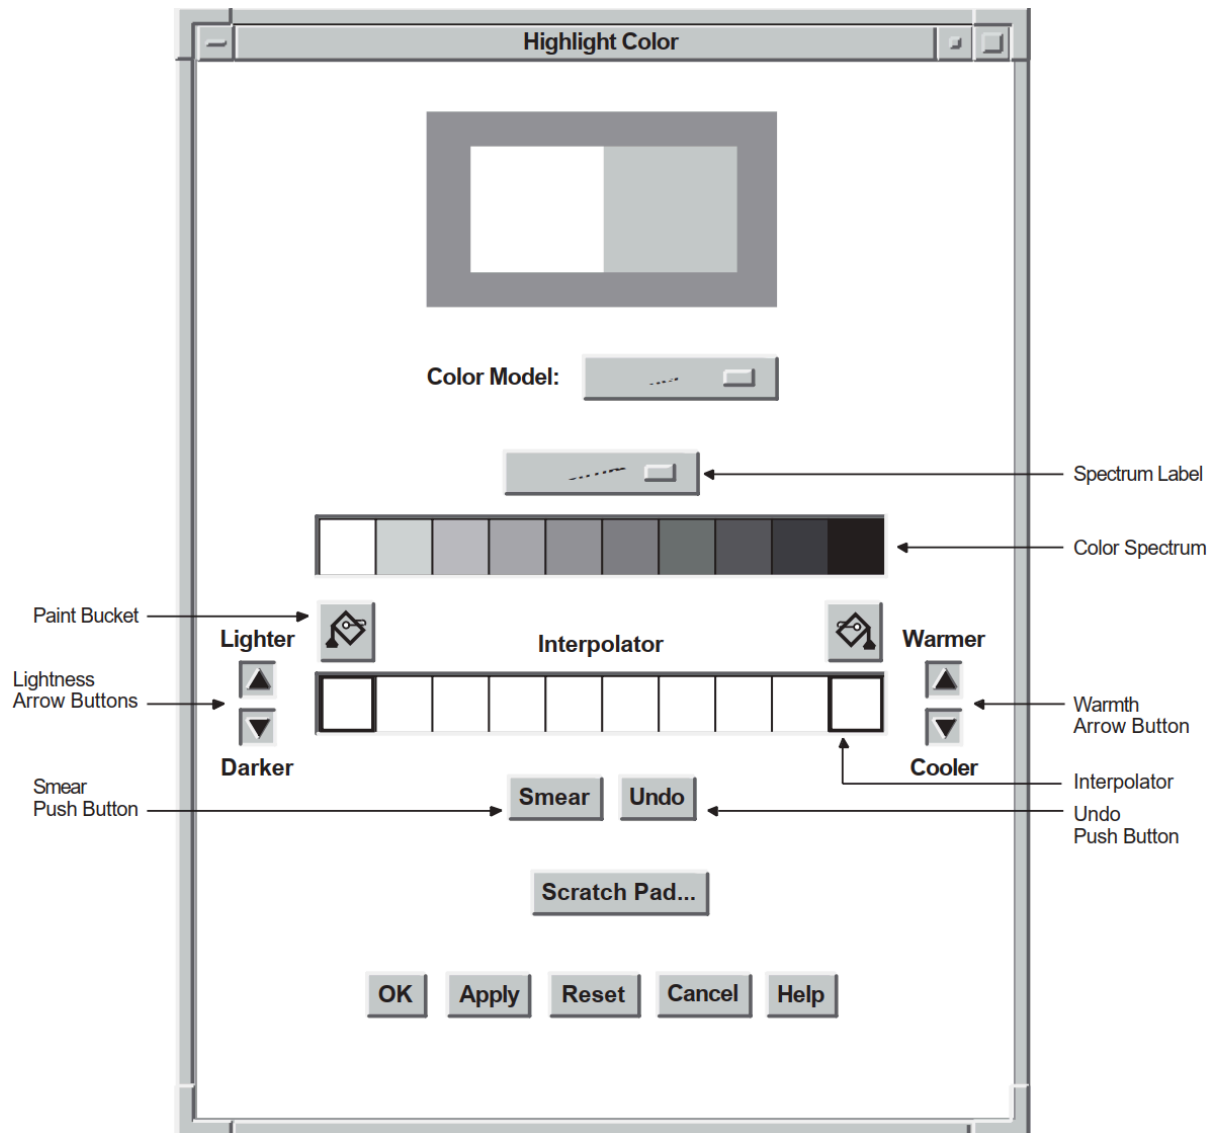 Highlight Color
Color Model:
Spectrum Label
Color Spectrum
Paint Bucket
Lighter
Interpolator
Warmer
Lightness
Arrow Buttons
Warmth
Arrow Button
Darker
Cooler
Interpolator
Smear
Push Button
Smear
Undo
Undo
Push Button
Scratch Pad...
OK
Apply
Reset
Cancel
Help